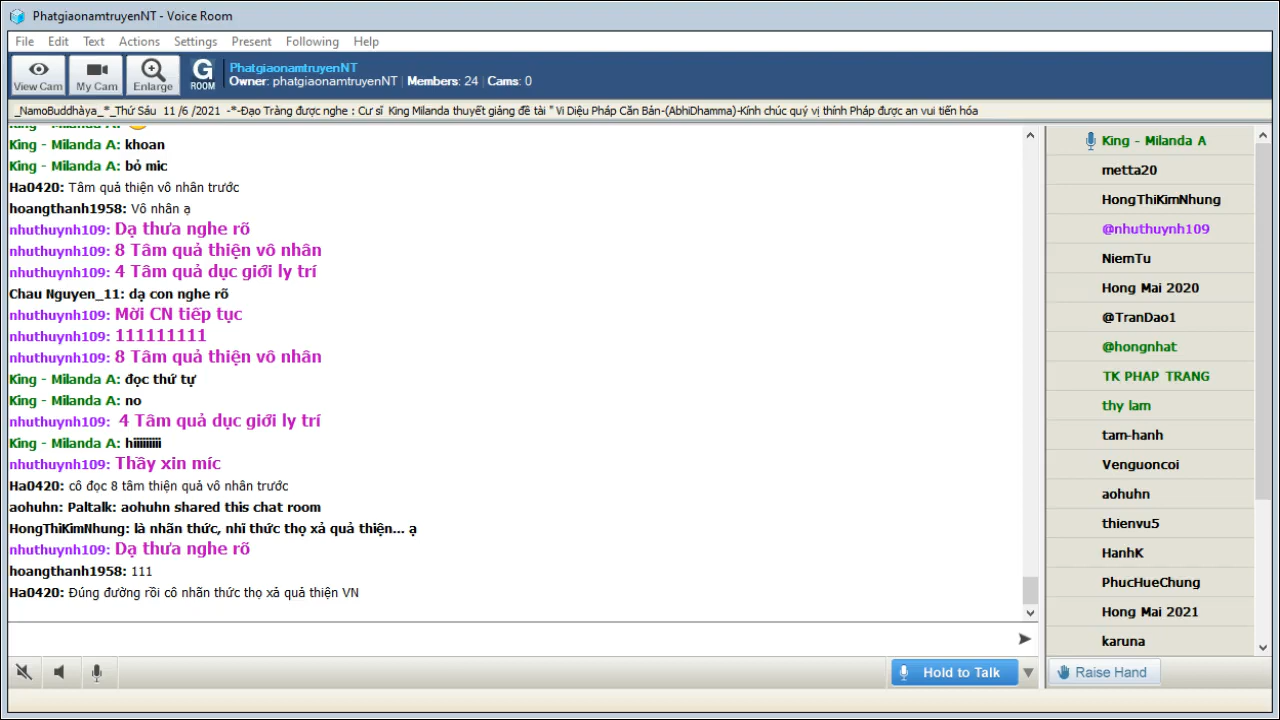 PhatgiaonamtruyenNT - Voice Room
File Edit Text Actions Settings Present Following Help
View Cam My Cam Enlarge G ROOM
PhatgiaonamtruyenNT
Owner: phatgiaonamtruyenNT | Members: 24 | Cams: 0
_NamoBuddhàya_*_Thứ Sáu 11 /6 /2021 -*-Đạo Tràng được nghe : Cư sĩ King Milanda thuyết giảng đề tài " Vi Diệu Pháp Căn Bản-(AbhiDhamma)-Kính chúc quý vị thính Pháp được an vui tiến hóa
King - Milanda A:
King - Milanda A: khoan
King - Milanda A: bỏ mic
Ha0420: Tâm quả thiện vô nhân trước
hoangthanh1958: Vô nhân ạ
nhuthuynh109: Dạ thưa nghe rõ
nhuthuynh109: 8 Tâm quả thiện vô nhân
nhuthuynh109: 4 Tâm quả dục giới ly trí
Chau Nguyen_11: dạ con nghe rõ
nhuthuynh109: Mời CN tiếp tục
nhuthuynh109: 111111111
nhuthuynh109: 8 Tâm quả thiện vô nhân
King - Milanda A: đọc thứ tự
King - Milanda A: no
nhuthuynh109: 4 Tâm quả dục giới ly trí
King - Milanda A: hiiiiiiiii
nhuthuynh109: Thầy xin míc
Ha0420: cô đọc 8 tâm thiện quả vô nhân trước
aohuhn: Paltalk: aohuhn shared this chat room
HongThiKimNhung: là nhãn thức, nhĩ thức thọ xả quả thiện... ạ
nhuthuynh109: Dạ thưa nghe rõ
hoangthanh1958: 111
Ha0420: Đúng đường rồi cô nhãn thức thọ xả quả thiện VN
Hold to Talk
King - Milanda A
metta20
HongThiKimNhung
@nhuthuynh109
NiemTu
Hong Mai 2020
@TranDao1
@hongnhat
TK PHAP TRANG
thy lam
tam-hanh
Venguoncoi
aohuhn
thienvu5
HanhK
PhucHueChung
Hong Mai 2021
karuna
Raise Hand